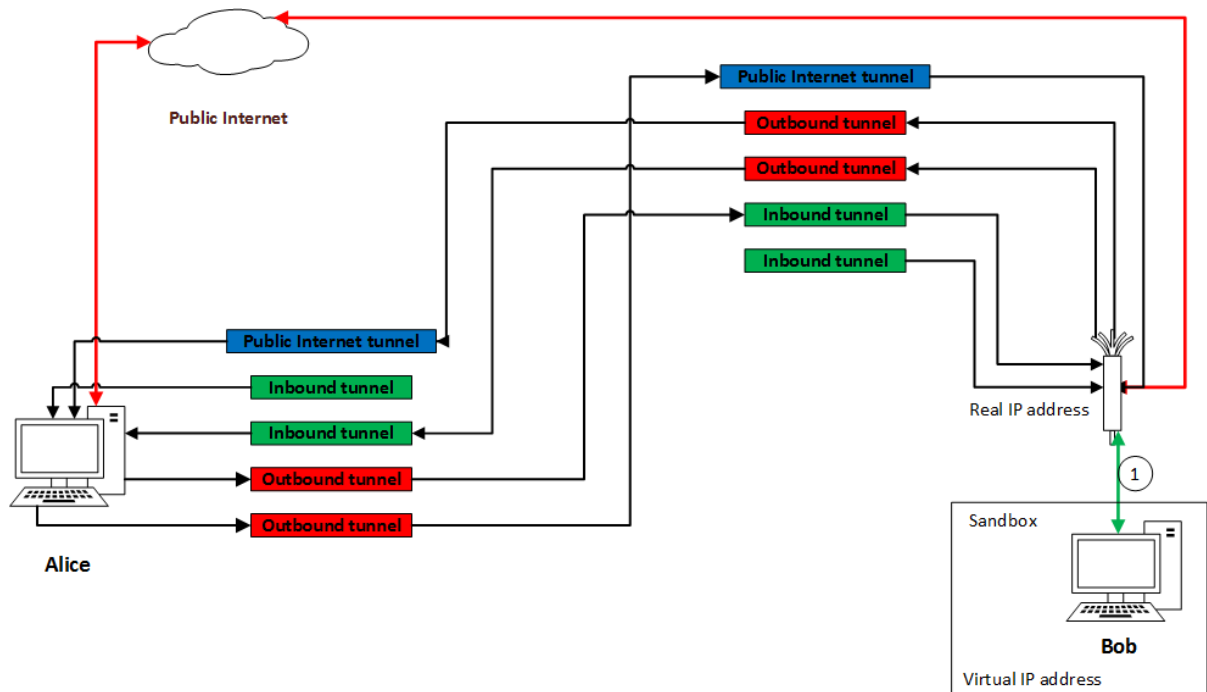 Public Internet
Public Internet tunnel
Outbound tunnel
Outbound tunnel
Inbound tunnel
Inbound tunnel
Public Internet tunnel
Inbound tunnel
Inbound tunnel
Outbound tunnel
Outbound tunnel
Alice
Real IP address
1
Sandbox
Bob
Virtual IP address